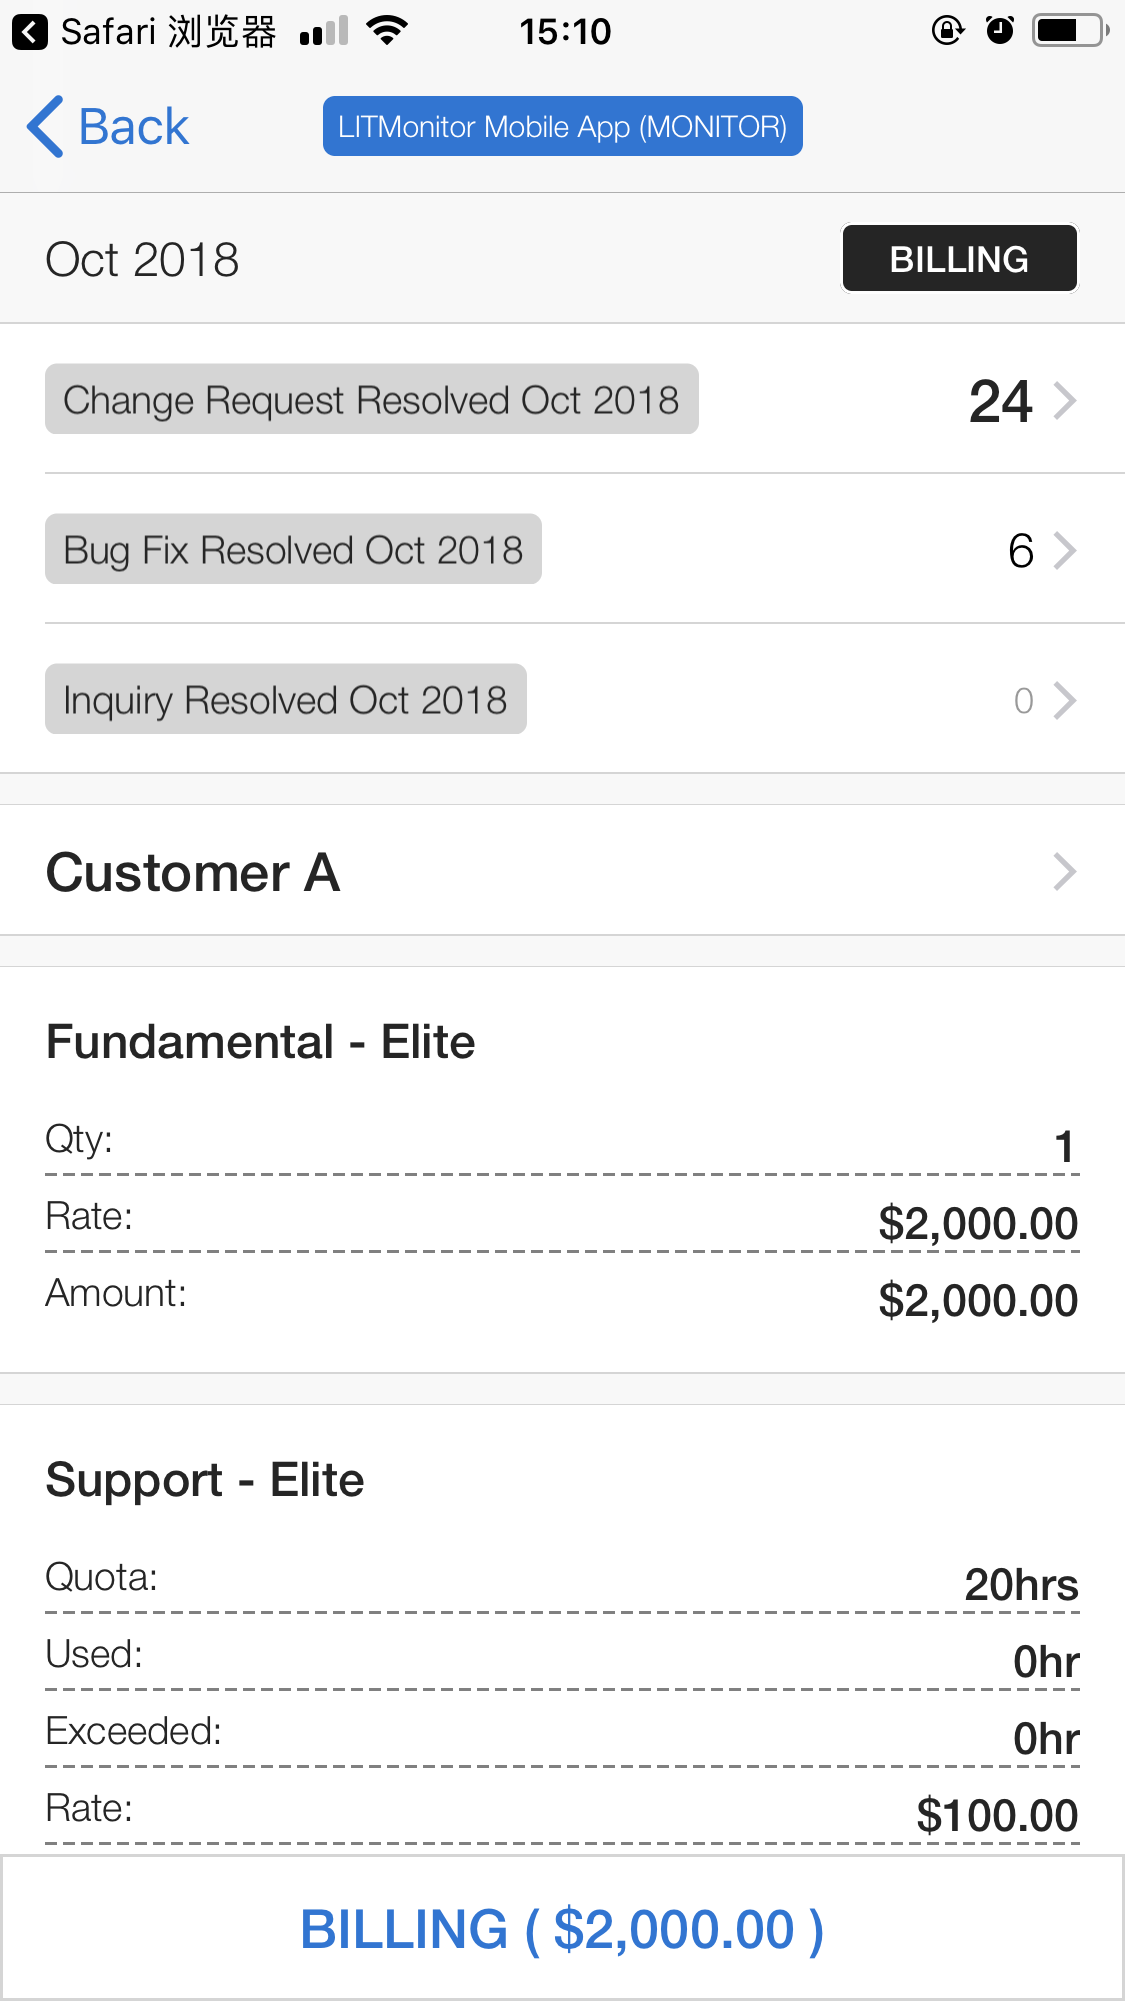 Safari 浏览器 15:10
Back LITMonitor Mobile App (MONITOR)
Oct 2018 BILLING
Change Request Resolved Oct 2018 24
Bug Fix Resolved Oct 2018 6
Inquiry Resolved Oct 2018 0
Customer A
Fundamental - Elite
Qty: 1
Rate: $2,000.00
Amount: $2,000.00
Support - Elite
Quota: 20hrs
Used: 0hr
Exceeded: 0hr
Rate: $100.00
BILLING ( $2,000.00 )